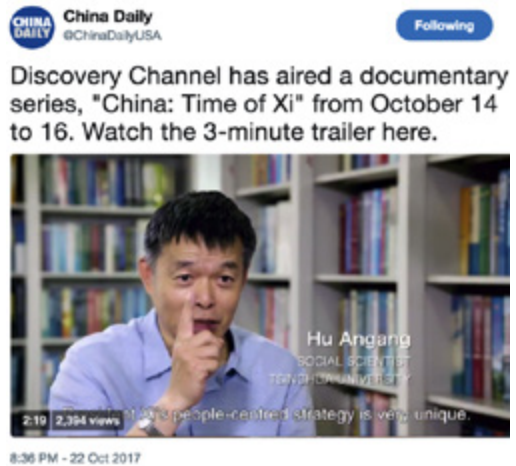 CHINA
DAILY
China Daily
@ChinaDailyUSA
Following
Discovery Channel has aired a documentary
series, "China: Time of Xi" from October 14
to 16. Watch the 3-minute trailer here.
Hu Angang
SOCIAL SCIENTIST
TSINGHUA UNIVERSITY
people-centred strategy is very unique.
2:19 2,394 views
8:36 PM - 22 Oct 2017